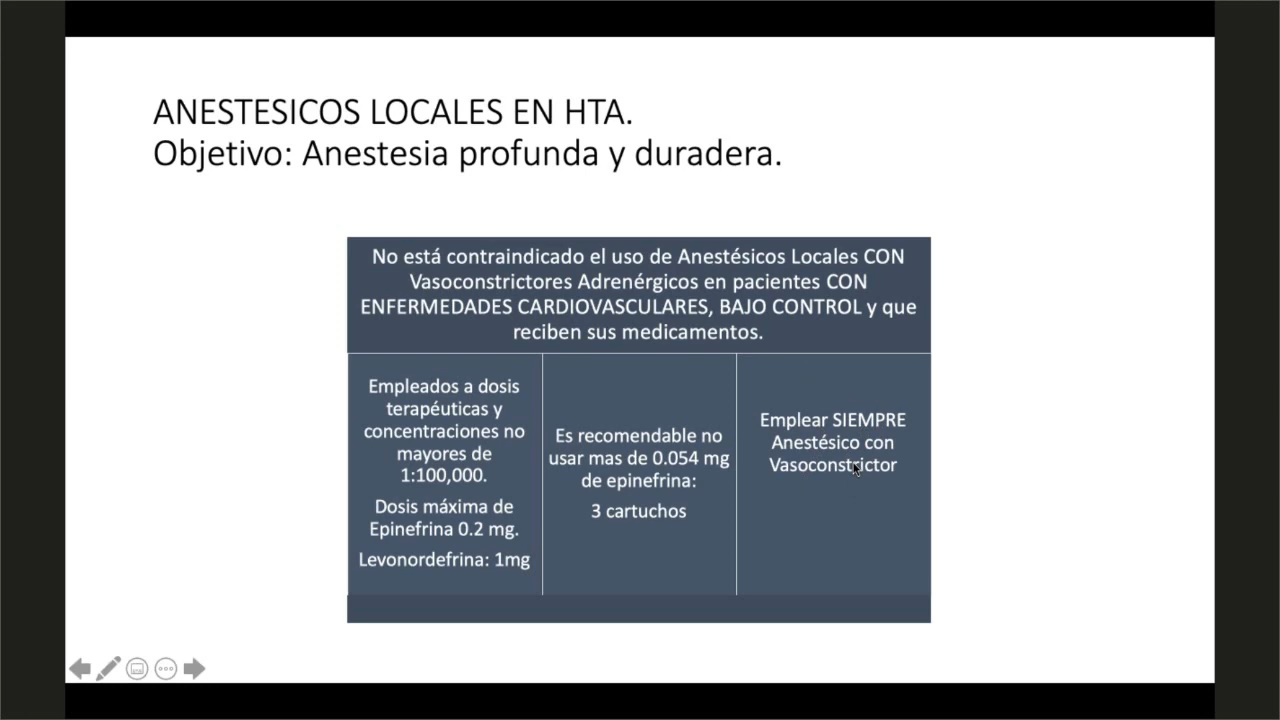 ANESTESICOS LOCALES EN HTA.
Objetivo: Anestesia profunda y duradera.
No está contraindicado el uso de Anestésicos Locales CON
Vasoconstrictores Adrenérgicos en pacientes CON
ENFERMEDADES CARDIOVASCULARES, BAJO CONTROL y que
reciben sus medicamentos.
Empleados a dosis
terapéuticas y
concentraciones no
mayores de
1:100,000.
Dosis máxima de
Epinefrina 0.2 mg.
Levonordefrina: 1mg
Es recomendable no
usar mas de 0.054 mg
de epinefrina:
3 cartuchos
Emplear SIEMPRE
Anestésico con
Vasoconstrictor